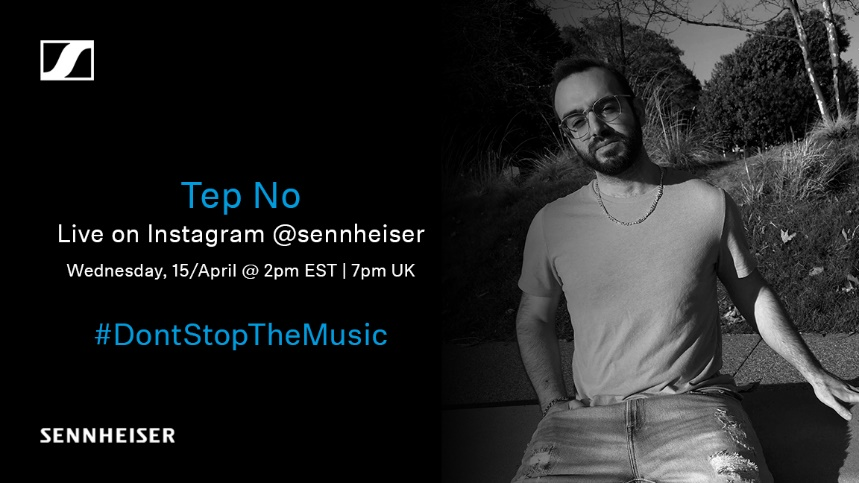 Tep No
Live on Instagram @sennheiser
Wednesday, 15/April @ 2pm EST | 7pm UK
#DontStopTheMusic
SENNHEISER